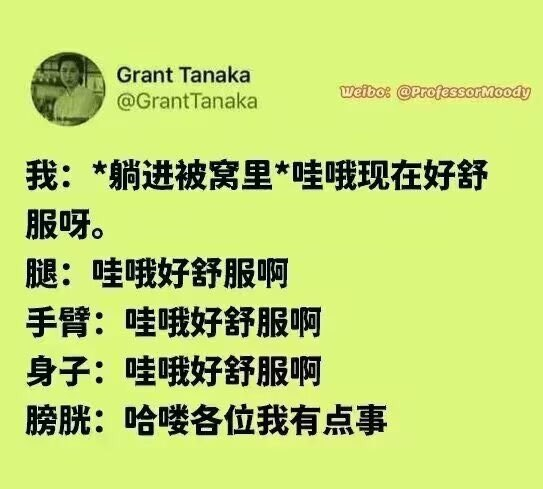 Grant Tanaka
@GrantTanaka
Weibo: @ProfessorMoody
我：*躺进被窝里*哇哦现在好舒
服呀。
腿：哇哦好舒服啊
手臂：哇哦好舒服啊
身子：哇哦好舒服啊
膀胱：哈喽各位我有点事